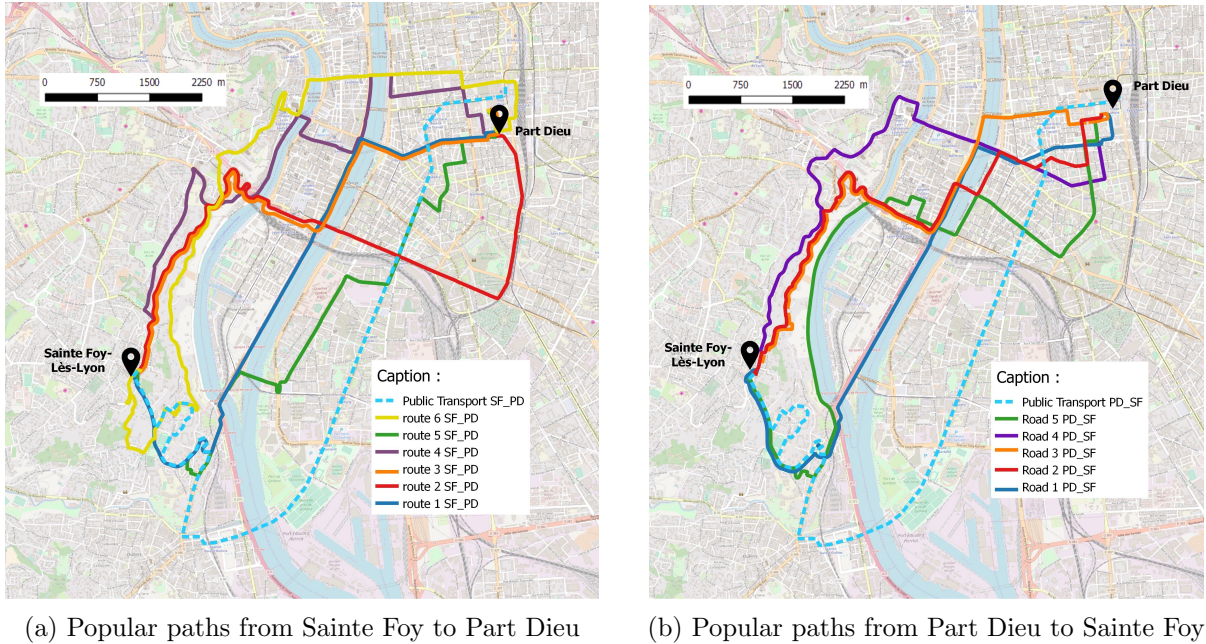 0 750 1500 2250 m
Part Dieu
Sainte Foy-
Lès-Lyon
Caption :
Public Transport SF_PD
route 6 SF_PD
route 5 SF_PD
route 4 SF_PD
route 3 SF_PD
route 2 SF_PD
route 1 SF_PD
(a) Popular paths from Sainte Foy to Part Dieu
0 750 1500 2250 m
Part Dieu
Sainte Foy-
Lès-Lyon
Caption :
Public Transport PD_SF
Road 5 PD_SF
Road 4 PD_SF
Road 3 PD_SF
Road 2 PD_SF
Road 1 PD_SF
(b) Popular paths from Part Dieu to Sainte Foy